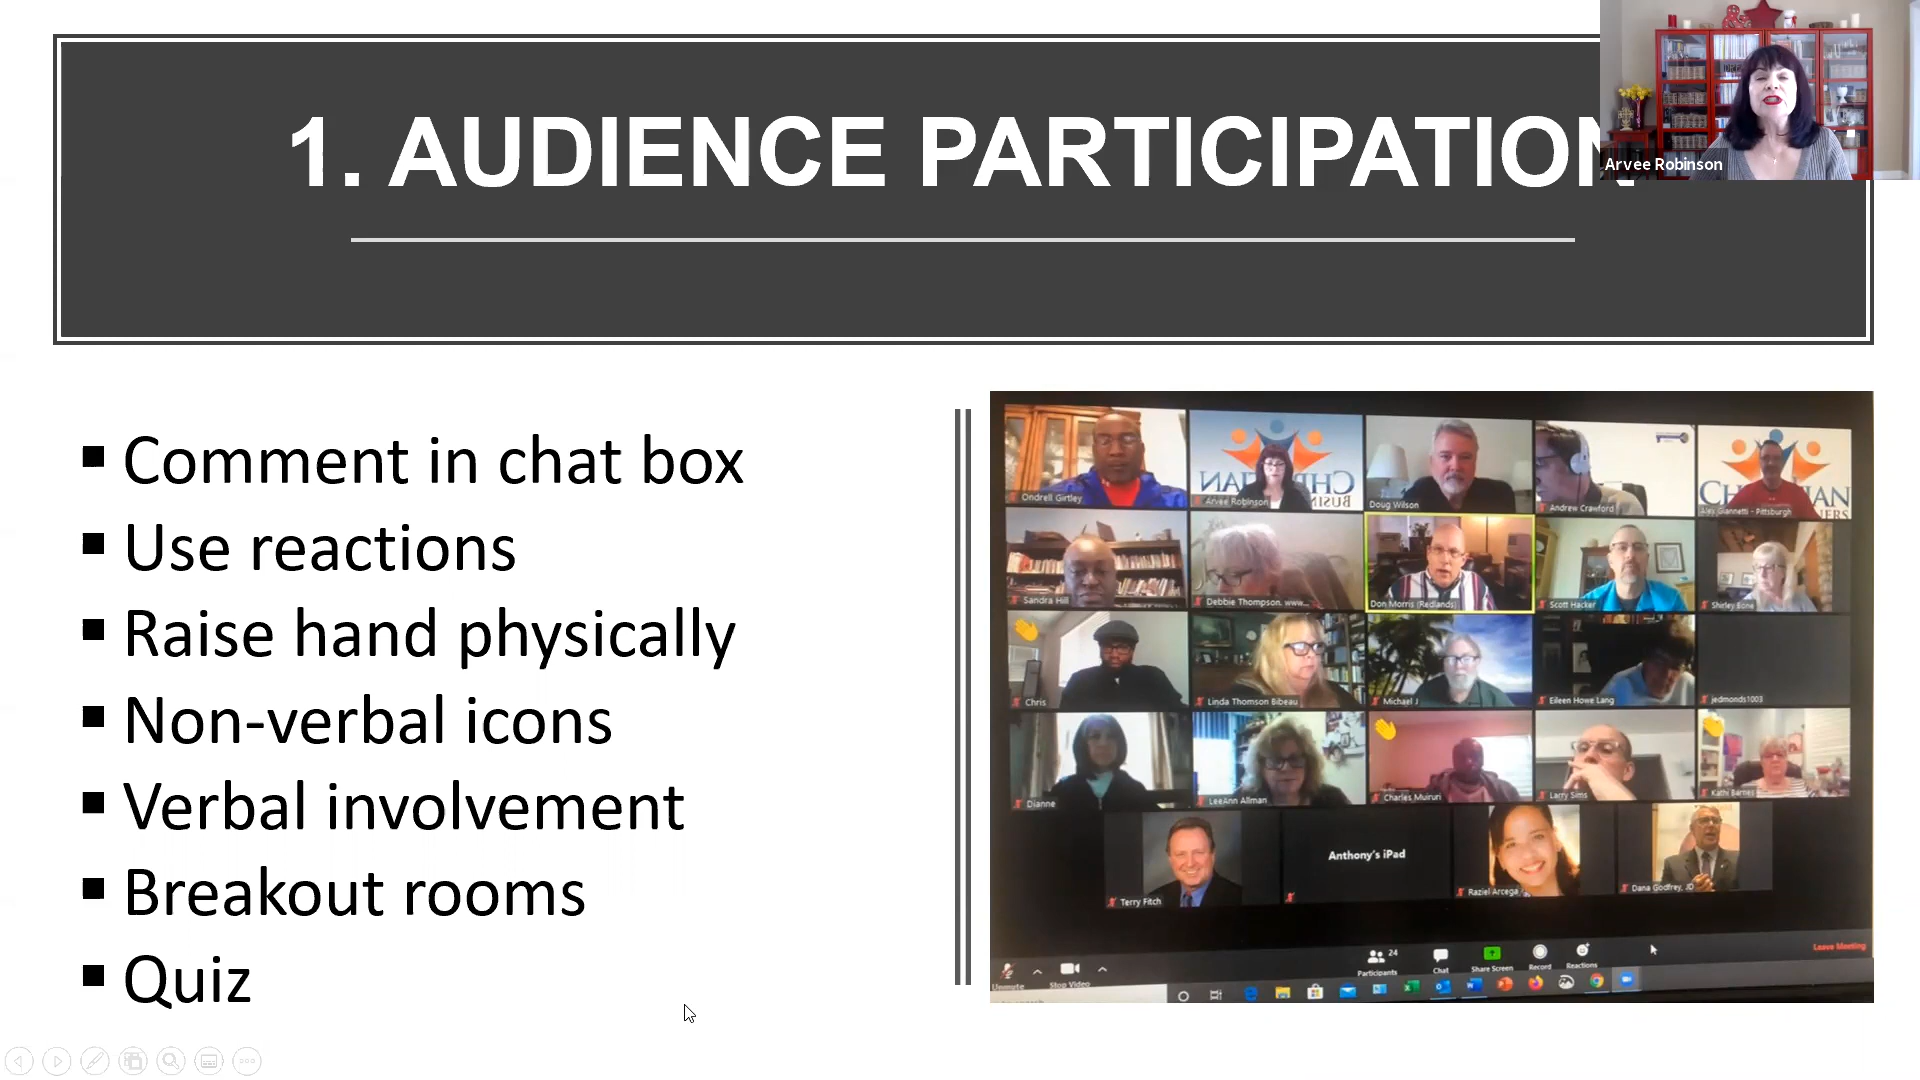 1. AUDIENCE PARTICIPATION
Arvee Robinson
Comment in chat box
Use reactions
Raise hand physically
Non-verbal icons
Verbal involvement
Breakout rooms
Quiz
Ondrell Girtley
Arvee Robinson
Doug Wilson
Andrew Crawford
Alex Giannetti - Pittsburgh
Sandra Hill
Debbie Thompson. www...
Don Morris (Redlands)
Scott Hacker
Shirley Bone
Chris
Linda Thomson Bibeau
Michael J
Eileen Howe Lang
jedmonds1003
Dianne
LeeAnn Allman
Charles Muiruri
Larry Sims
Kathi Barnes
Terry Fitch
Anthony's iPad
Raziel Arcega
Dana Godfrey, JD
Unmute
Stop Video
24
Participants
Chat
Share Screen
Record
Reactions
Leave Meeting